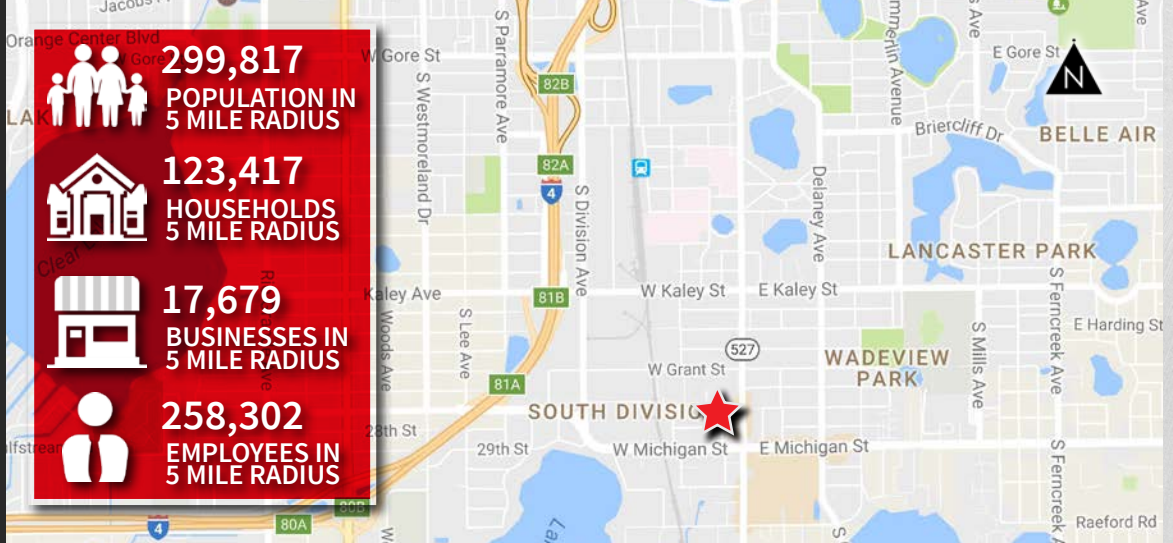 299,817
POPULATION IN
5 MILE RADIUS
123,417
HOUSEHOLDS
5 MILE RADIUS
17,679
BUSINESSES IN
5 MILE RADIUS
258,302
EMPLOYEES IN
5 MILE RADIUS
Orange Center Blvd
W Gore
W Gore St
S Westmoreland Dr
S Parramore Ave
82B
82A
4
S Division Ave
E Gore St
N
Briercliff Dr
BELLE AIR
Delaney Ave
LANCASTER PARK
Kaley Ave
81B
W Kaley St
E Kaley St
S Lee Ave
Woods Ave
527
W Grant St
WADEVIEW
PARK
S Mills Ave
S Ferncreek Ave
E Harding St
81A
SOUTH DIVISIO
28th St
29th St
W Michigan St
E Michigan St
S Ferncreek
80B
4
80A
Raeford Rd